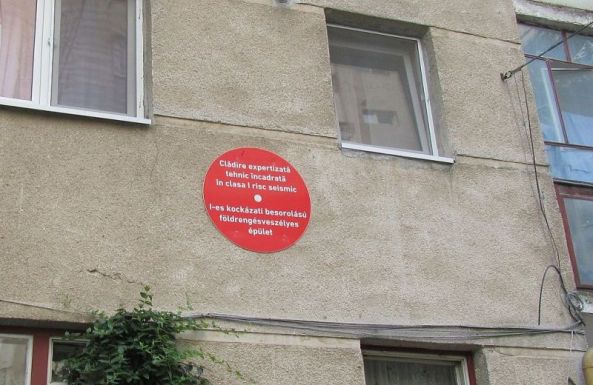 Clădire expertizată
tehnic încadrată
în clasa I risc seismic
I-es kockázati besorolású
földrengésveszélyes
épület